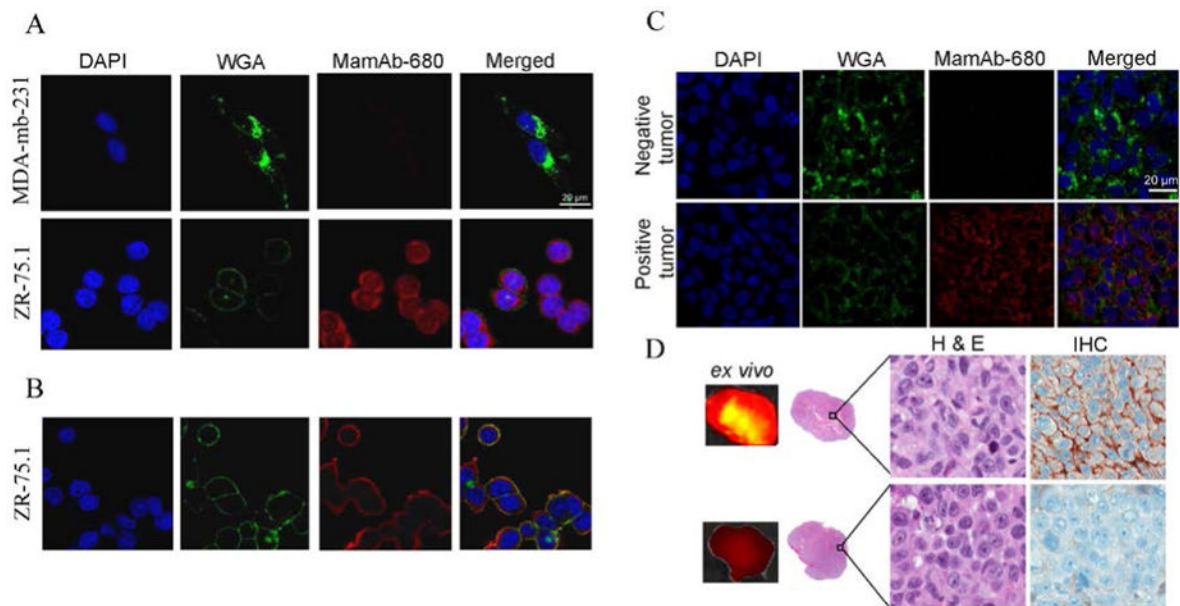 A
DAPI WGA MamAb-680 Merged
MDA-mb-231
20 µm
ZR-75.1
B
ZR-75.1
C
DAPI WGA MamAb-680 Merged
Negative
tumor
20 µm
Positive
tumor
D
ex vivo
H & E IHC